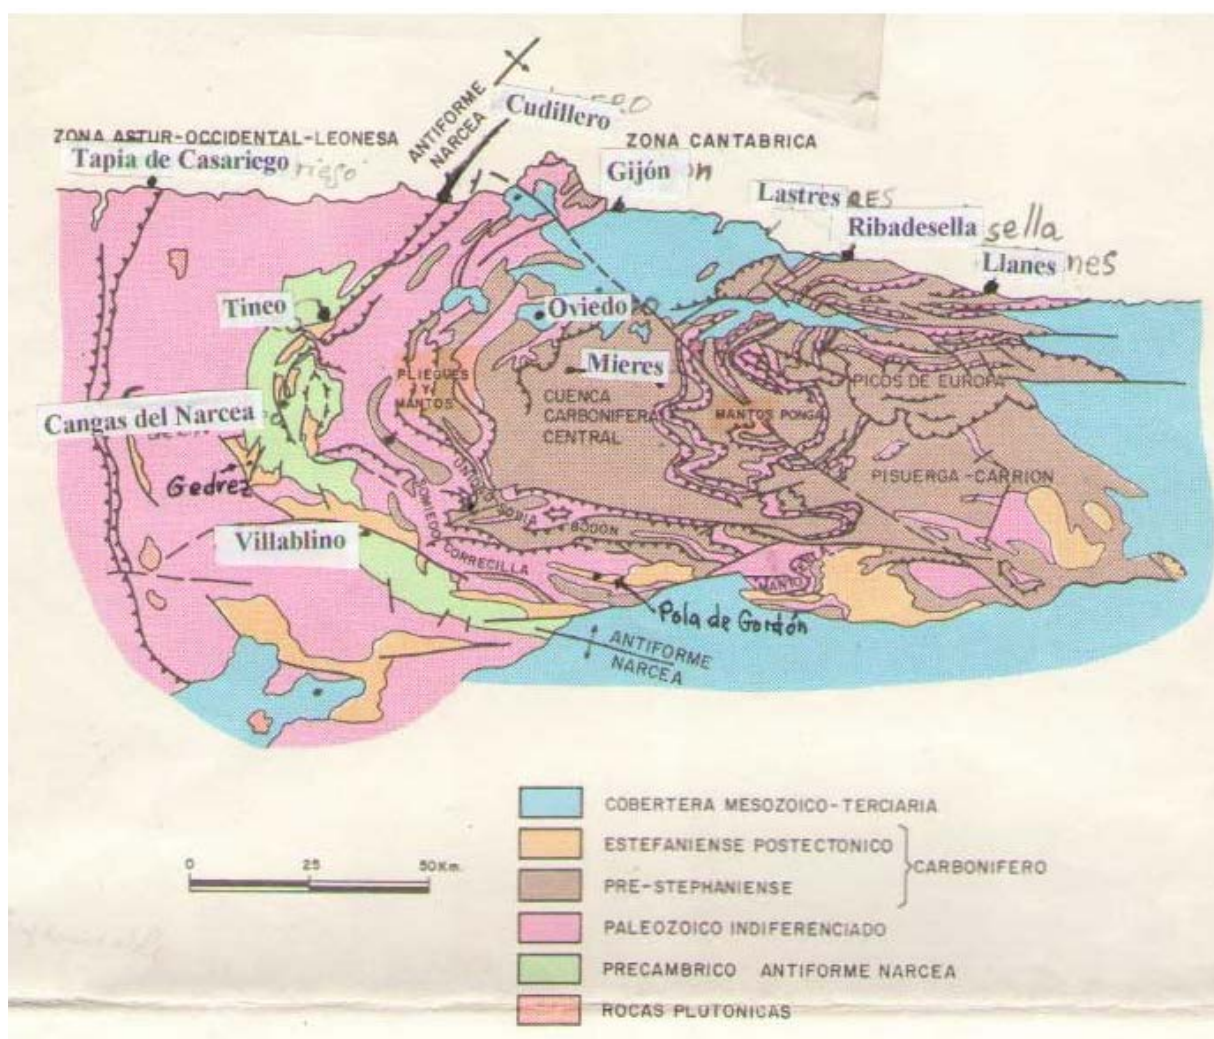 ANTIFORME
NARCEA
Cudillero
ZONA ASTUR-OCCIDENTAL-LEONESA
ZONA CANTABRICA
Tapia de Casariego
Gijón
Lastres
Ribadesella sella
Llanes nes
Tineo
Oviedo
Mieres
PLIEGUES
Y
MANTOS
PICOS DE EUROPA
Cangas del Narcea
CUENCA
CARBONIFERA
CENTRAL
MANTOS PONGA
PISUERGA-CARRION
Gedrez
BODON
Villablino
CORRECILLA
Pola de Gordón
ANTIFORME
NARCEA
COBERTERA MESOZOICO-TERCIARIA
ESTEFANIENSE POSTECTONICO
CARBONIFERO
PRE-STEPHANIENSE
0 25 50Km.
PALEOZOICO INDIFERENCIADO
PRECAMBRICO ANTIFORME NARCEA
ROCAS PLUTONICAS